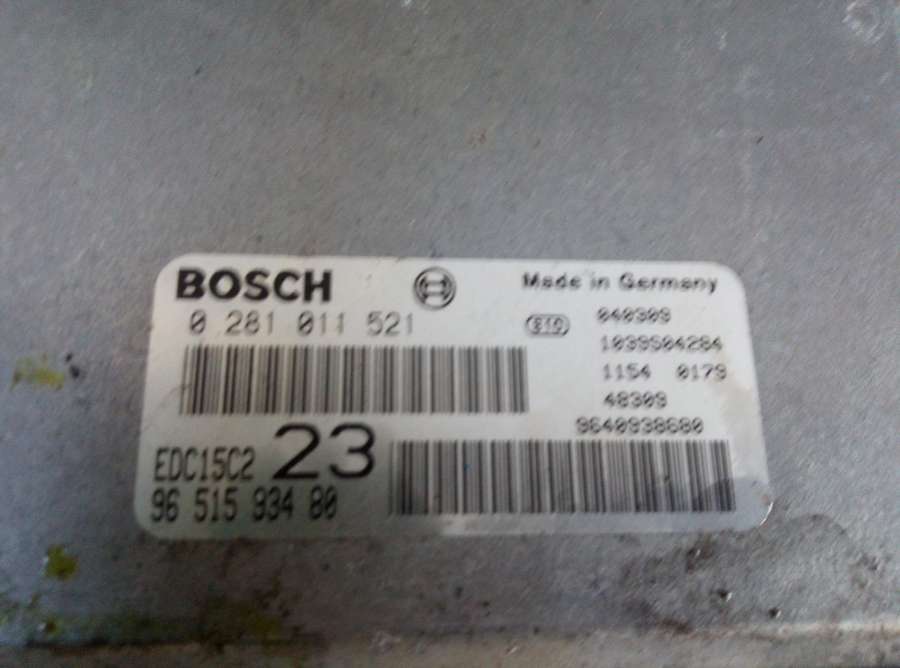 BOSCH
Made in Germany
0 281 011 521
040309
1039S04284
1154 0179
48309
9640938680
EDC15C2 23
96 515 934 80